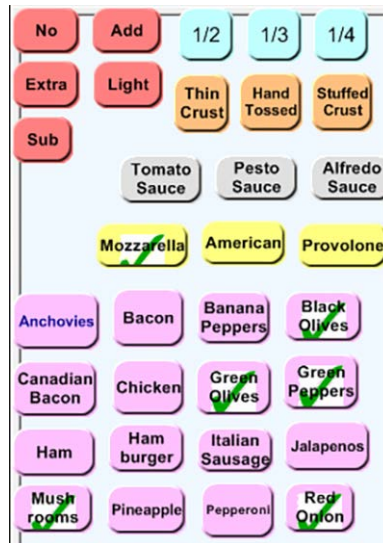 No Add 1/2 1/3 1/4
Extra Light Thin Hand Stuffed
Crust Tossed Crust
Sub
Tomato Pesto Alfredo
Sauce Sauce Sauce
Mozzarella American Provolone
Anchovies Bacon Banana Black
Peppers Olives
Canadian Chicken Green Green
Bacon Olives Peppers
Ham Ham Italian Jalapenos
burger Sausage
Mush Pineapple Pepperoni Red
rooms Onion